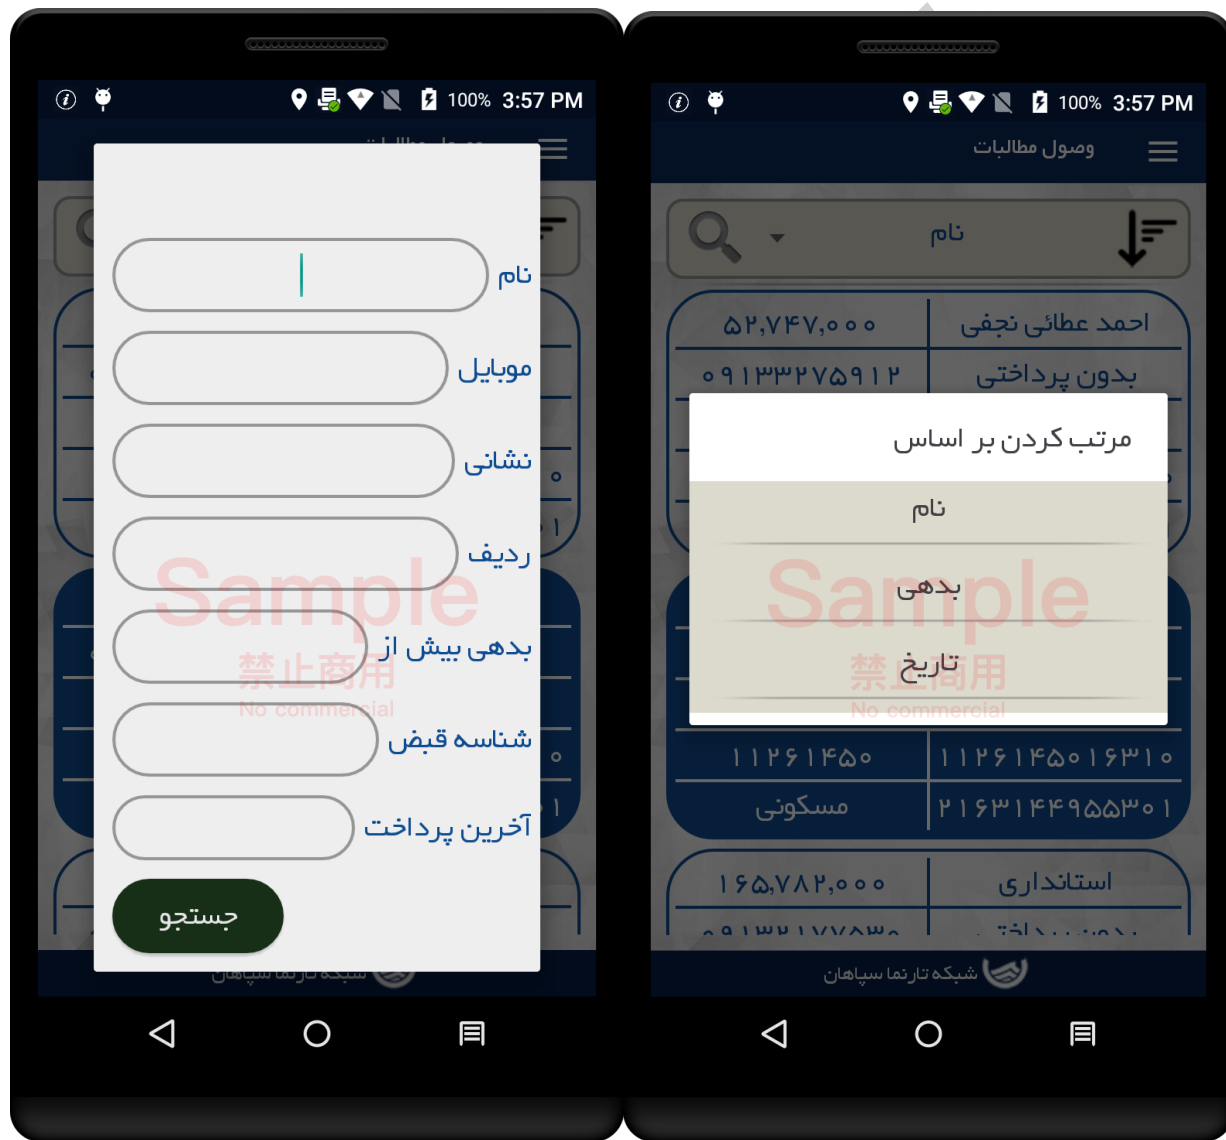 100% 3:57 PM
نام
موبایل
نشانی
ردیف
بدهی بیش از
شناسه قبض
آخرین پرداخت
جستجو
Sample
禁止商用
No commercial
100% 3:57 PM
وصول مطالبات
نام
احمد عطائی نجفی ۵۲,۷۴۷,۰۰۰
بدون پرداختی ۰۹۱۳۳۲۷۵۹۱۲
مرتب کردن بر اساس
نام
بدهی
تاریخ
Sample
禁止商用
No commercial
۱۱۲۶۱۴۵۰۱۶۳۱۰ ۱۱۲۶۱۴۵۰
۲۱۶۳۱۴۴۹۵۵۳۰۱ مسکونی
استانداری ۱۶۵,۷۸۲,۰۰۰
بدون پرداختی
شبکه تارنما سپاهان